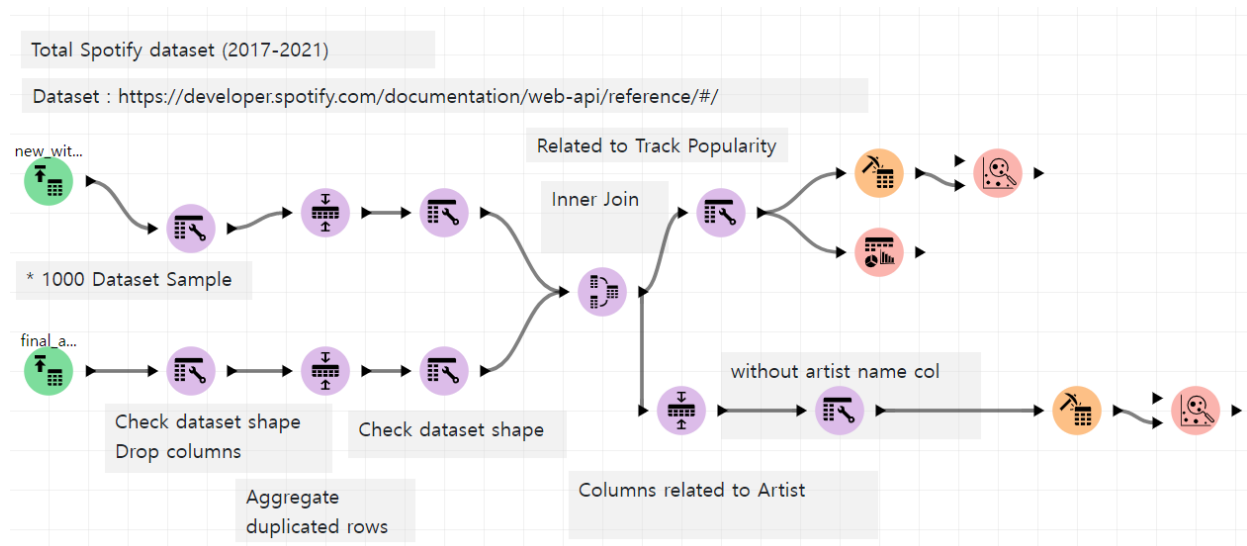 Total Spotify dataset (2017-2021)
Dataset : https://developer.spotify.com/documentation/web-api/reference/#/
Related to Track Popularity
new_wit...
Inner Join
* 1000 Dataset Sample
final_a...
without artist name col
Check dataset shape
Drop columns
Check dataset shape
Columns related to Artist
Aggregate
duplicated rows